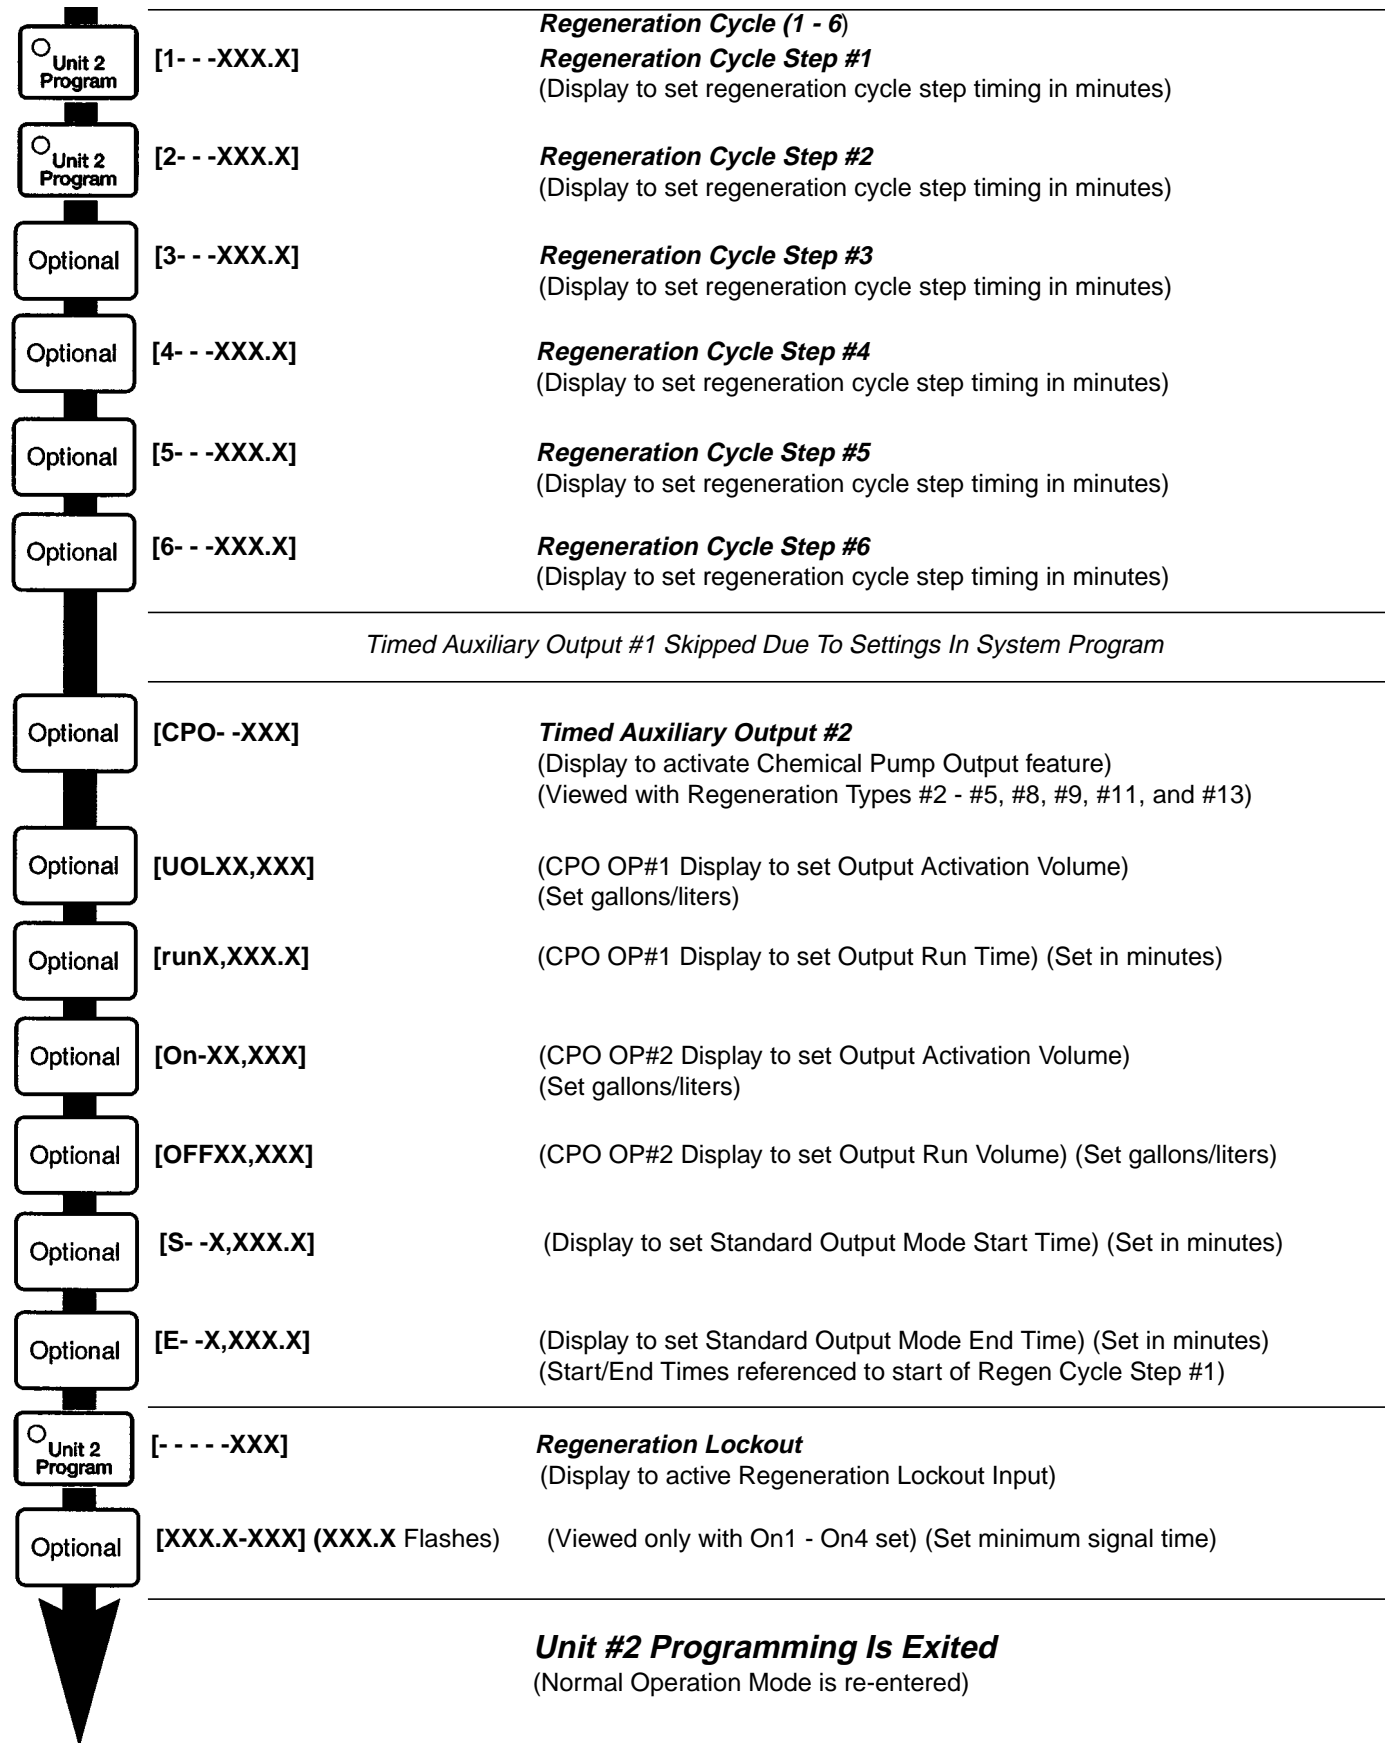 Regeneration Cycle (1 - 6)
Unit 2
Program
[1- - -XXX.X]
Regeneration Cycle Step #1
(Display to set regeneration cycle step timing in minutes)
Unit 2
Program
[2- - -XXX.X]
Regeneration Cycle Step #2
(Display to set regeneration cycle step timing in minutes)
Optional
[3- - -XXX.X]
Regeneration Cycle Step #3
(Display to set regeneration cycle step timing in minutes)
Optional
[4- - -XXX.X]
Regeneration Cycle Step #4
(Display to set regeneration cycle step timing in minutes)
Optional
[5- - -XXX.X]
Regeneration Cycle Step #5
(Display to set regeneration cycle step timing in minutes)
Optional
[6- - -XXX.X]
Regeneration Cycle Step #6
(Display to set regeneration cycle step timing in minutes)
Timed Auxiliary Output #1 Skipped Due To Settings In System Program
Optional
[CPO- -XXX]
Timed Auxiliary Output #2
(Display to activate Chemical Pump Output feature)
(Viewed with Regeneration Types #2 - #5, #8, #9, #11, and #13)
Optional
[UOLXX,XXX]
(CPO OP#1 Display to set Output Activation Volume)
(Set gallons/liters)
Optional
[runX,XXX.X]
(CPO OP#1 Display to set Output Run Time) (Set in minutes)
Optional
[On-XX,XXX]
(CPO OP#2 Display to set Output Activation Volume)
(Set gallons/liters)
Optional
[OFFXX,XXX]
(CPO OP#2 Display to set Output Run Volume) (Set gallons/liters)
Optional
[S- -X,XXX.X]
(Display to set Standard Output Mode Start Time) (Set in minutes)
Optional
[E- -X,XXX.X]
(Display to set Standard Output Mode End Time) (Set in minutes)
(Start/End Times referenced to start of Regen Cycle Step #1)
Unit 2
Program
[- - - - -XXX]
Regeneration Lockout
(Display to active Regeneration Lockout Input)
Optional
[XXX.X-XXX] (XXX.X Flashes)
(Viewed only with On1 - On4 set) (Set minimum signal time)
Unit #2 Programming Is Exited
(Normal Operation Mode is re-entered)